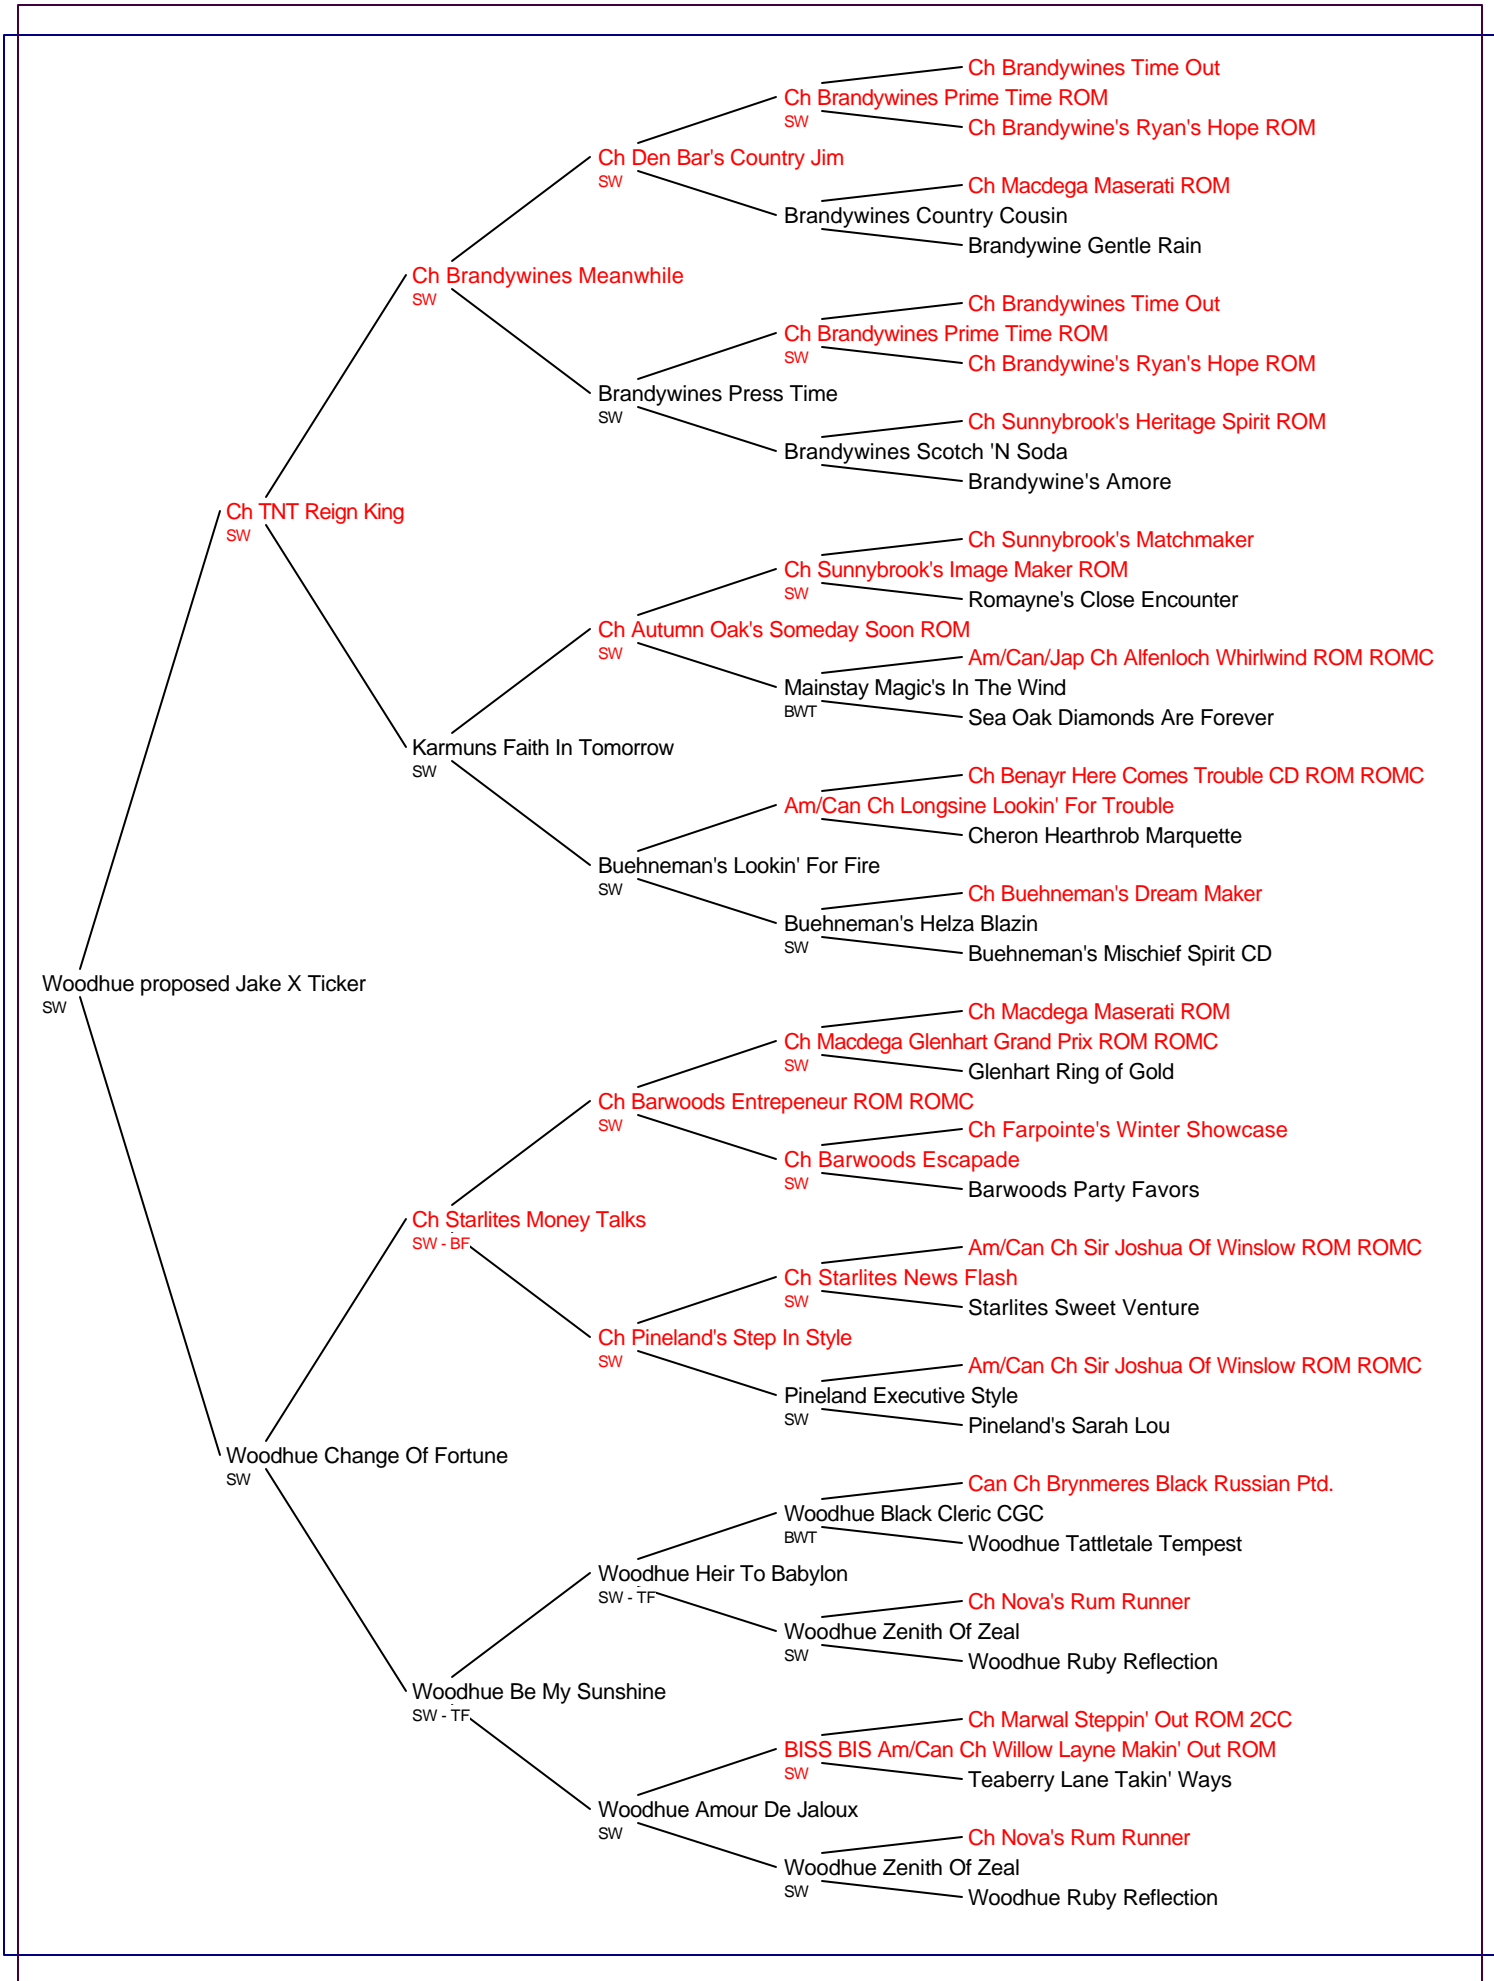 Ch Brandywines Time Out
Ch Brandywines Prime Time ROM
SW
Ch Brandywine's Ryan's Hope ROM
Ch Den Bar's Country Jim
SW
Ch Macdega Maserati ROM
Brandywines Country Cousin
Brandywine Gentle Rain
Ch Brandywines Meanwhile
SW
Ch Brandywines Time Out
Ch Brandywines Prime Time ROM
SW
Ch Brandywine's Ryan's Hope ROM
Brandywines Press Time
SW
Ch Sunnybrook's Heritage Spirit ROM
Brandywines Scotch 'N Soda
Brandywine's Amore
Ch TNT Reign King
SW
Ch Sunnybrook's Matchmaker
Ch Sunnybrook's Image Maker ROM
SW
Romayne's Close Encounter
Ch Autumn Oak's Someday Soon ROM
SW
Am/Can/Jap Ch Alfenloch Whirlwind ROM ROMC
Mainstay Magic's In The Wind
BWT
Sea Oak Diamonds Are Forever
Karmuns Faith In Tomorrow
SW
Ch Benayr Here Comes Trouble CD ROM ROMC
Am/Can Ch Longsine Lookin' For Trouble
Cheron Hearthrob Marquette
Buehneman's Lookin' For Fire
SW
Ch Buehneman's Dream Maker
Buehneman's Helza Blazin
SW
Buehneman's Mischief Spirit CD
Woodhue proposed Jake X Ticker
SW
Ch Macdega Maserati ROM
Ch Macdega Glenhart Grand Prix ROM ROMC
SW
Glenhart Ring of Gold
Ch Barwoods Entrepeneur ROM ROMC
SW
Ch Farpointe's Winter Showcase
Ch Barwoods Escapade
SW
Barwoods Party Favors
Ch Starlites Money Talks
SW - BF
Am/Can Ch Sir Joshua Of Winslow ROM ROMC
Ch Starlites News Flash
SW
Starlites Sweet Venture
Ch Pineland's Step In Style
SW
Am/Can Ch Sir Joshua Of Winslow ROM ROMC
Pineland Executive Style
SW
Pineland's Sarah Lou
Woodhue Change Of Fortune
SW
Can Ch Brynmeres Black Russian Ptd.
Woodhue Black Cleric CGC
BWT
Woodhue Tattletale Tempest
Woodhue Heir To Babylon
SW - TF
Ch Nova's Rum Runner
Woodhue Zenith Of Zeal
SW
Woodhue Ruby Reflection
Woodhue Be My Sunshine
SW - TF
Ch Marwal Steppin' Out ROM 2CC
BISS BIS Am/Can Ch Willow Layne Makin' Out ROM
SW
Teaberry Lane Takin' Ways
Woodhue Amour De Jaloux
SW
Ch Nova's Rum Runner
Woodhue Zenith Of Zeal
SW
Woodhue Ruby Reflection